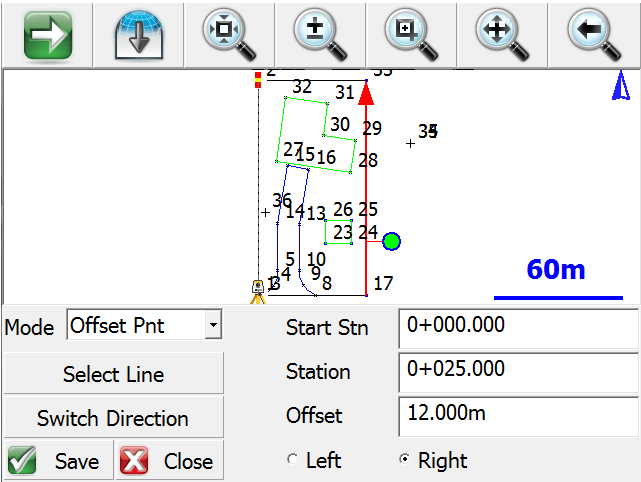 2 33
32 31
30 29 35
27 15 16 28
36
14 13 26 25
23 24
5 10
4 9
1 8 17
60m
Mode Offset Pnt Start Stn 0+000.000
Select Line Station 0+025.000
Switch Direction Offset 12.000m
Save Close Left Right